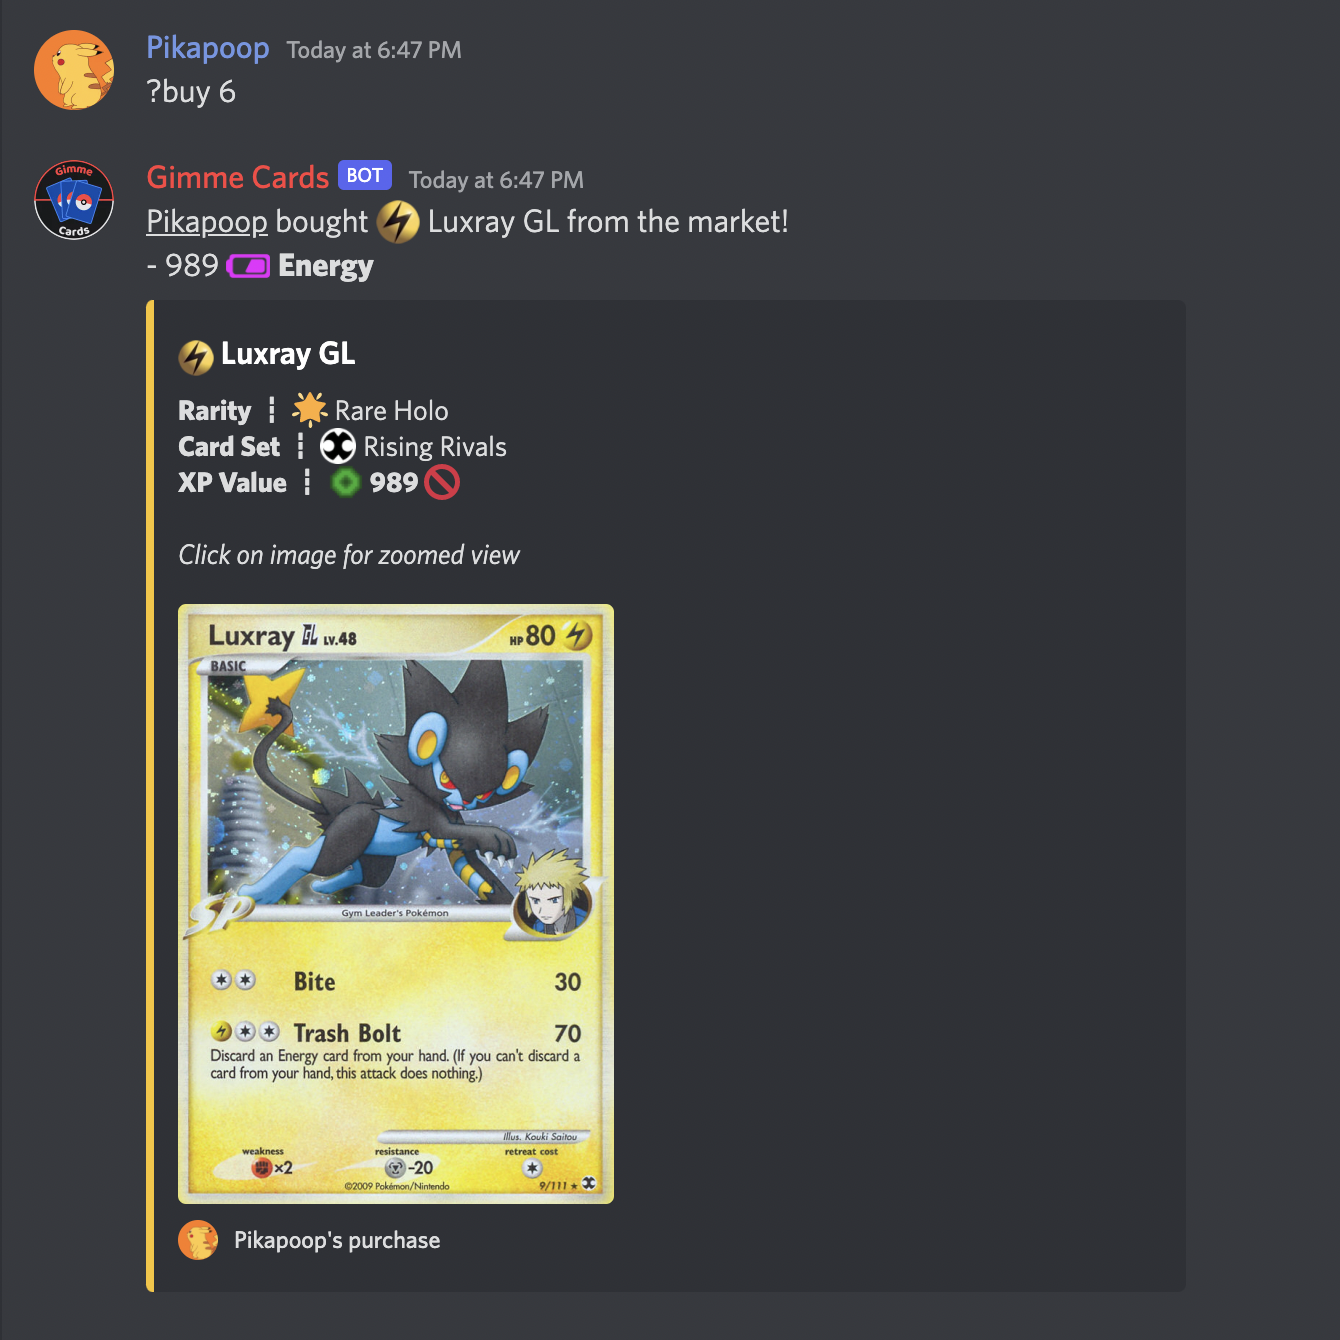 Pikapoop Today at 6:47 PM
?buy 6
Gimme
Cards
Gimme Cards BOT Today at 6:47 PM
Pikapoop bought Luxray GL from the market!
- 989 Energy
Luxray GL
Rarity ┋ Rare Holo
Card Set ┋ Rising Rivals
XP Value ┋ 989
Click on image for zoomed view
Luxray GL LV.48 HP 80
BASIC
SP
Gym Leader's Pokémon
Bite 30
Trash Bolt 70
Discard an Energy card from your hand. (If you can't discard a
card from your hand, this attack does nothing.)
Illus. Kouki Saitou
weakness resistance retreat cost
×2 -20
©2009 Pokémon/Nintendo 9/111 ★
Pikapoop's purchase